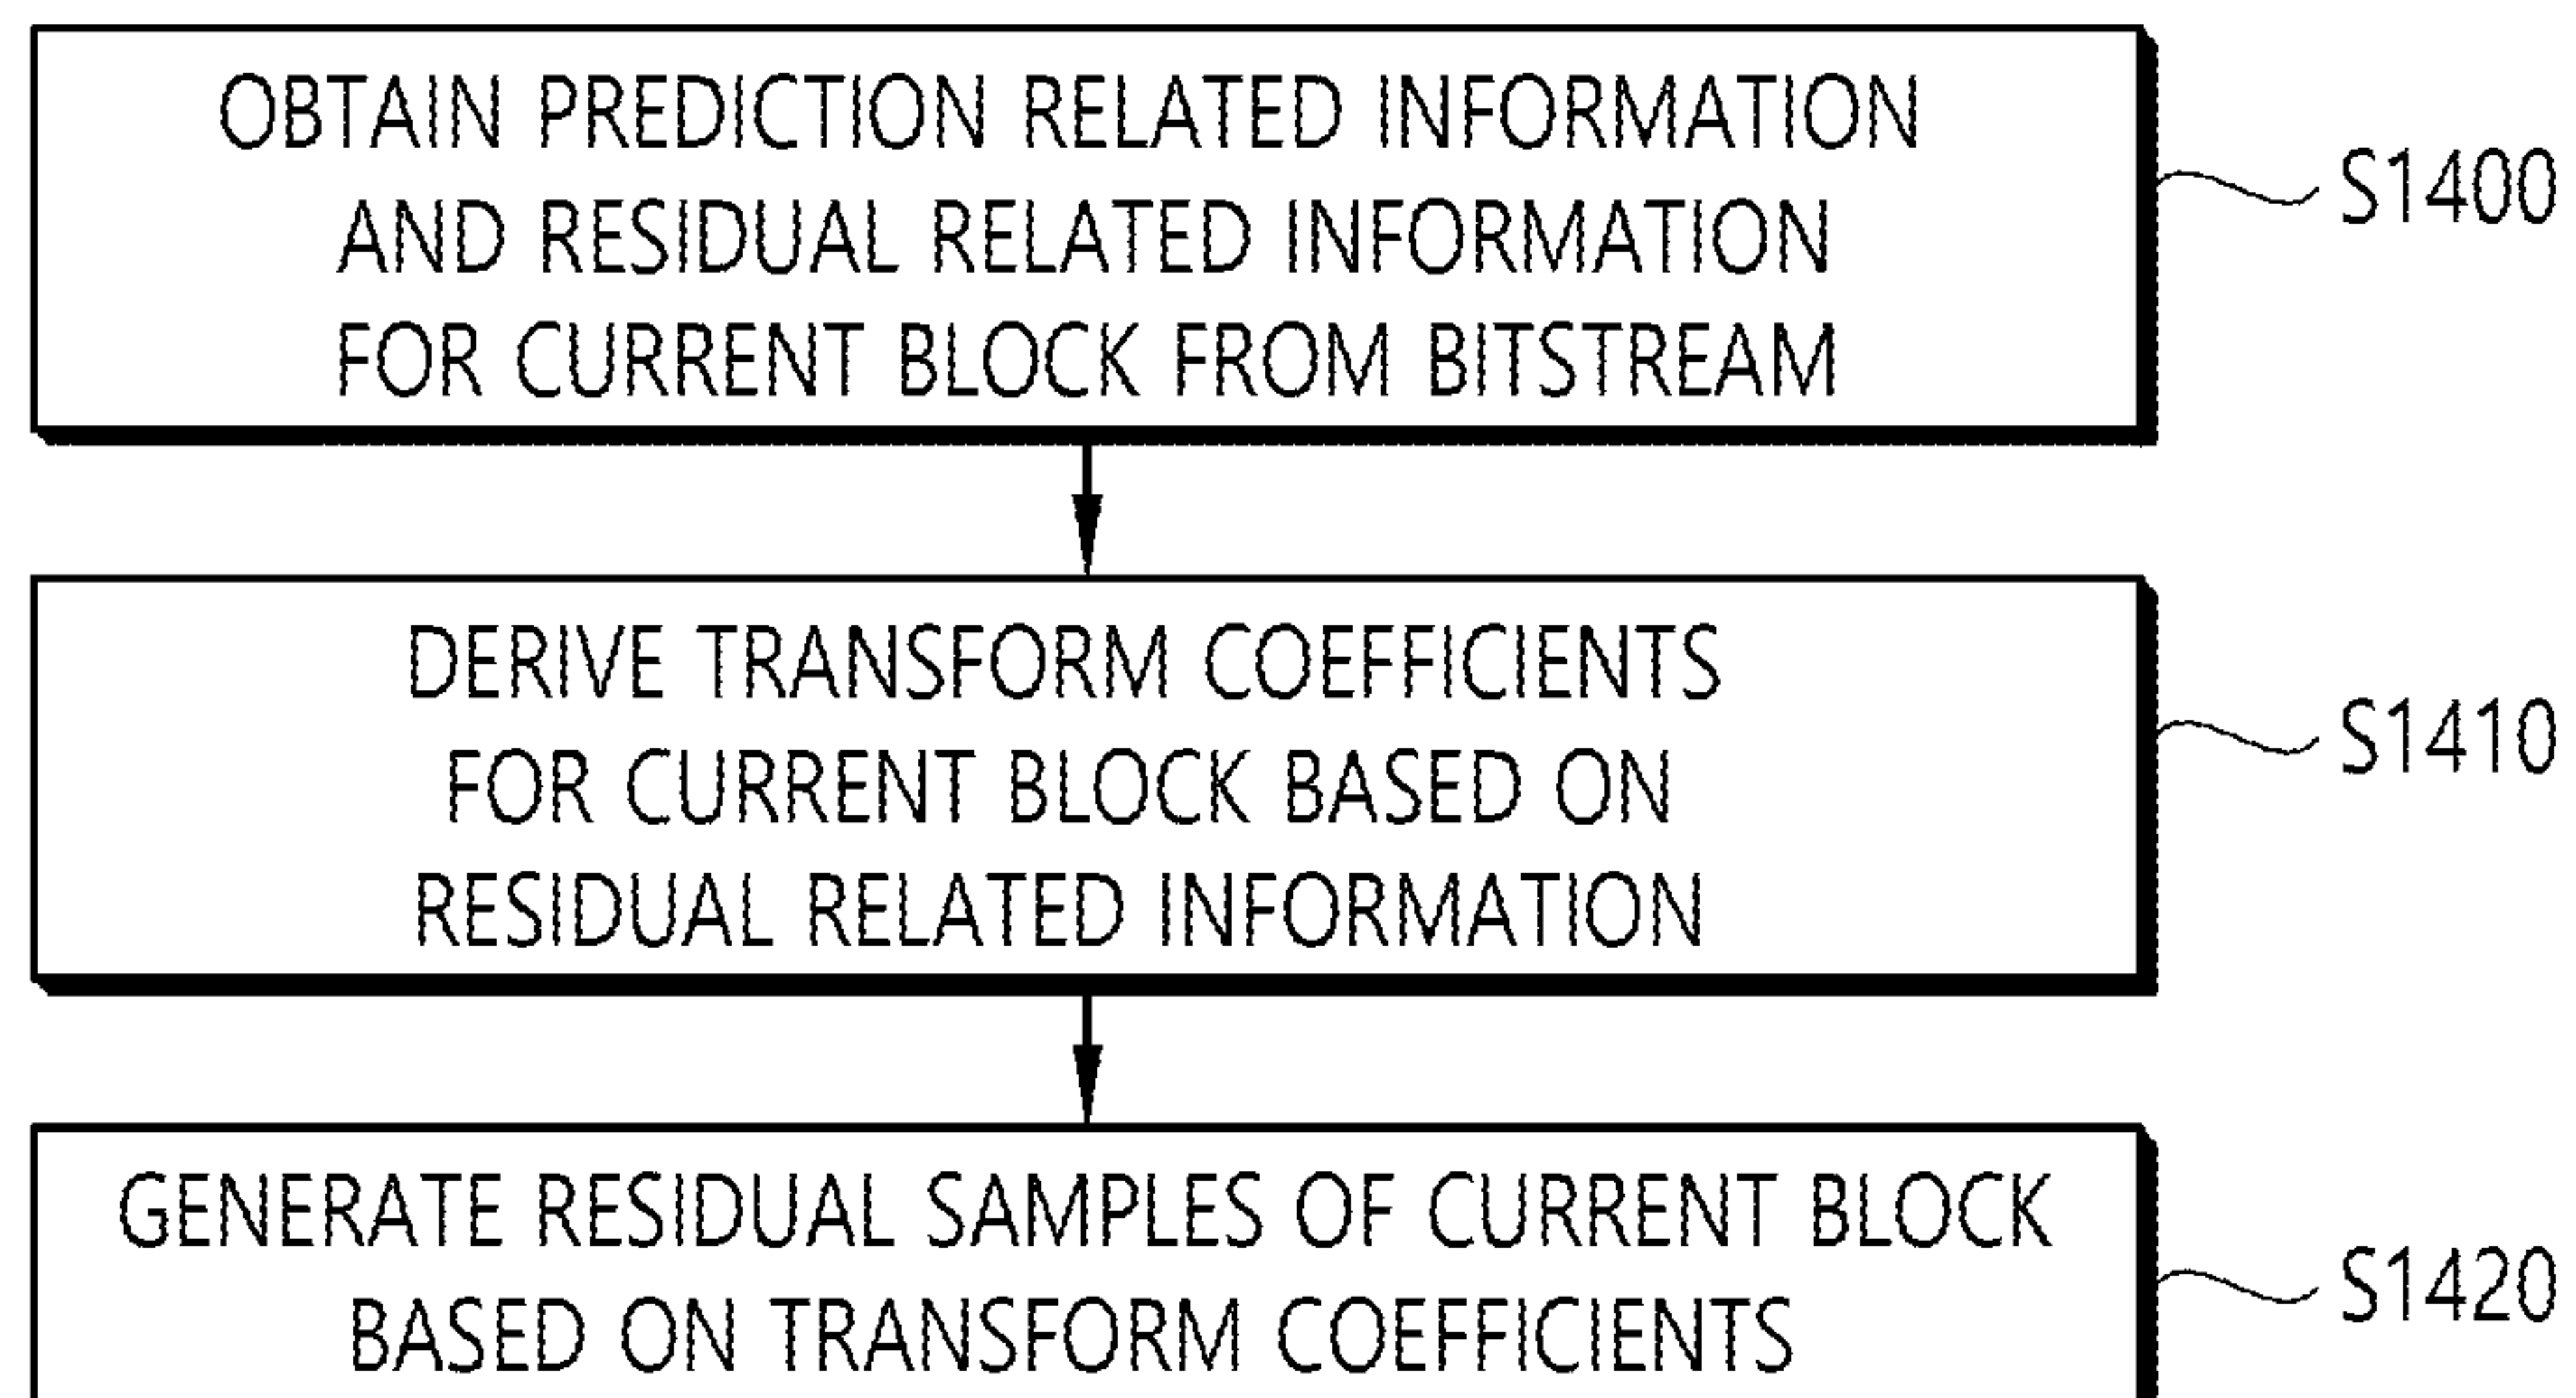 OBTAIN PREDICTION RELATED INFORMATION
AND RESIDUAL RELATED INFORMATION
FOR CURRENT BLOCK FROM BITSTREAM
S1400
DERIVE TRANSFORM COEFFICIENTS
FOR CURRENT BLOCK BASED ON
RESIDUAL RELATED INFORMATION
S1410
GENERATE RESIDUAL SAMPLES OF CURRENT BLOCK
BASED ON TRANSFORM COEFFICIENTS
S1420